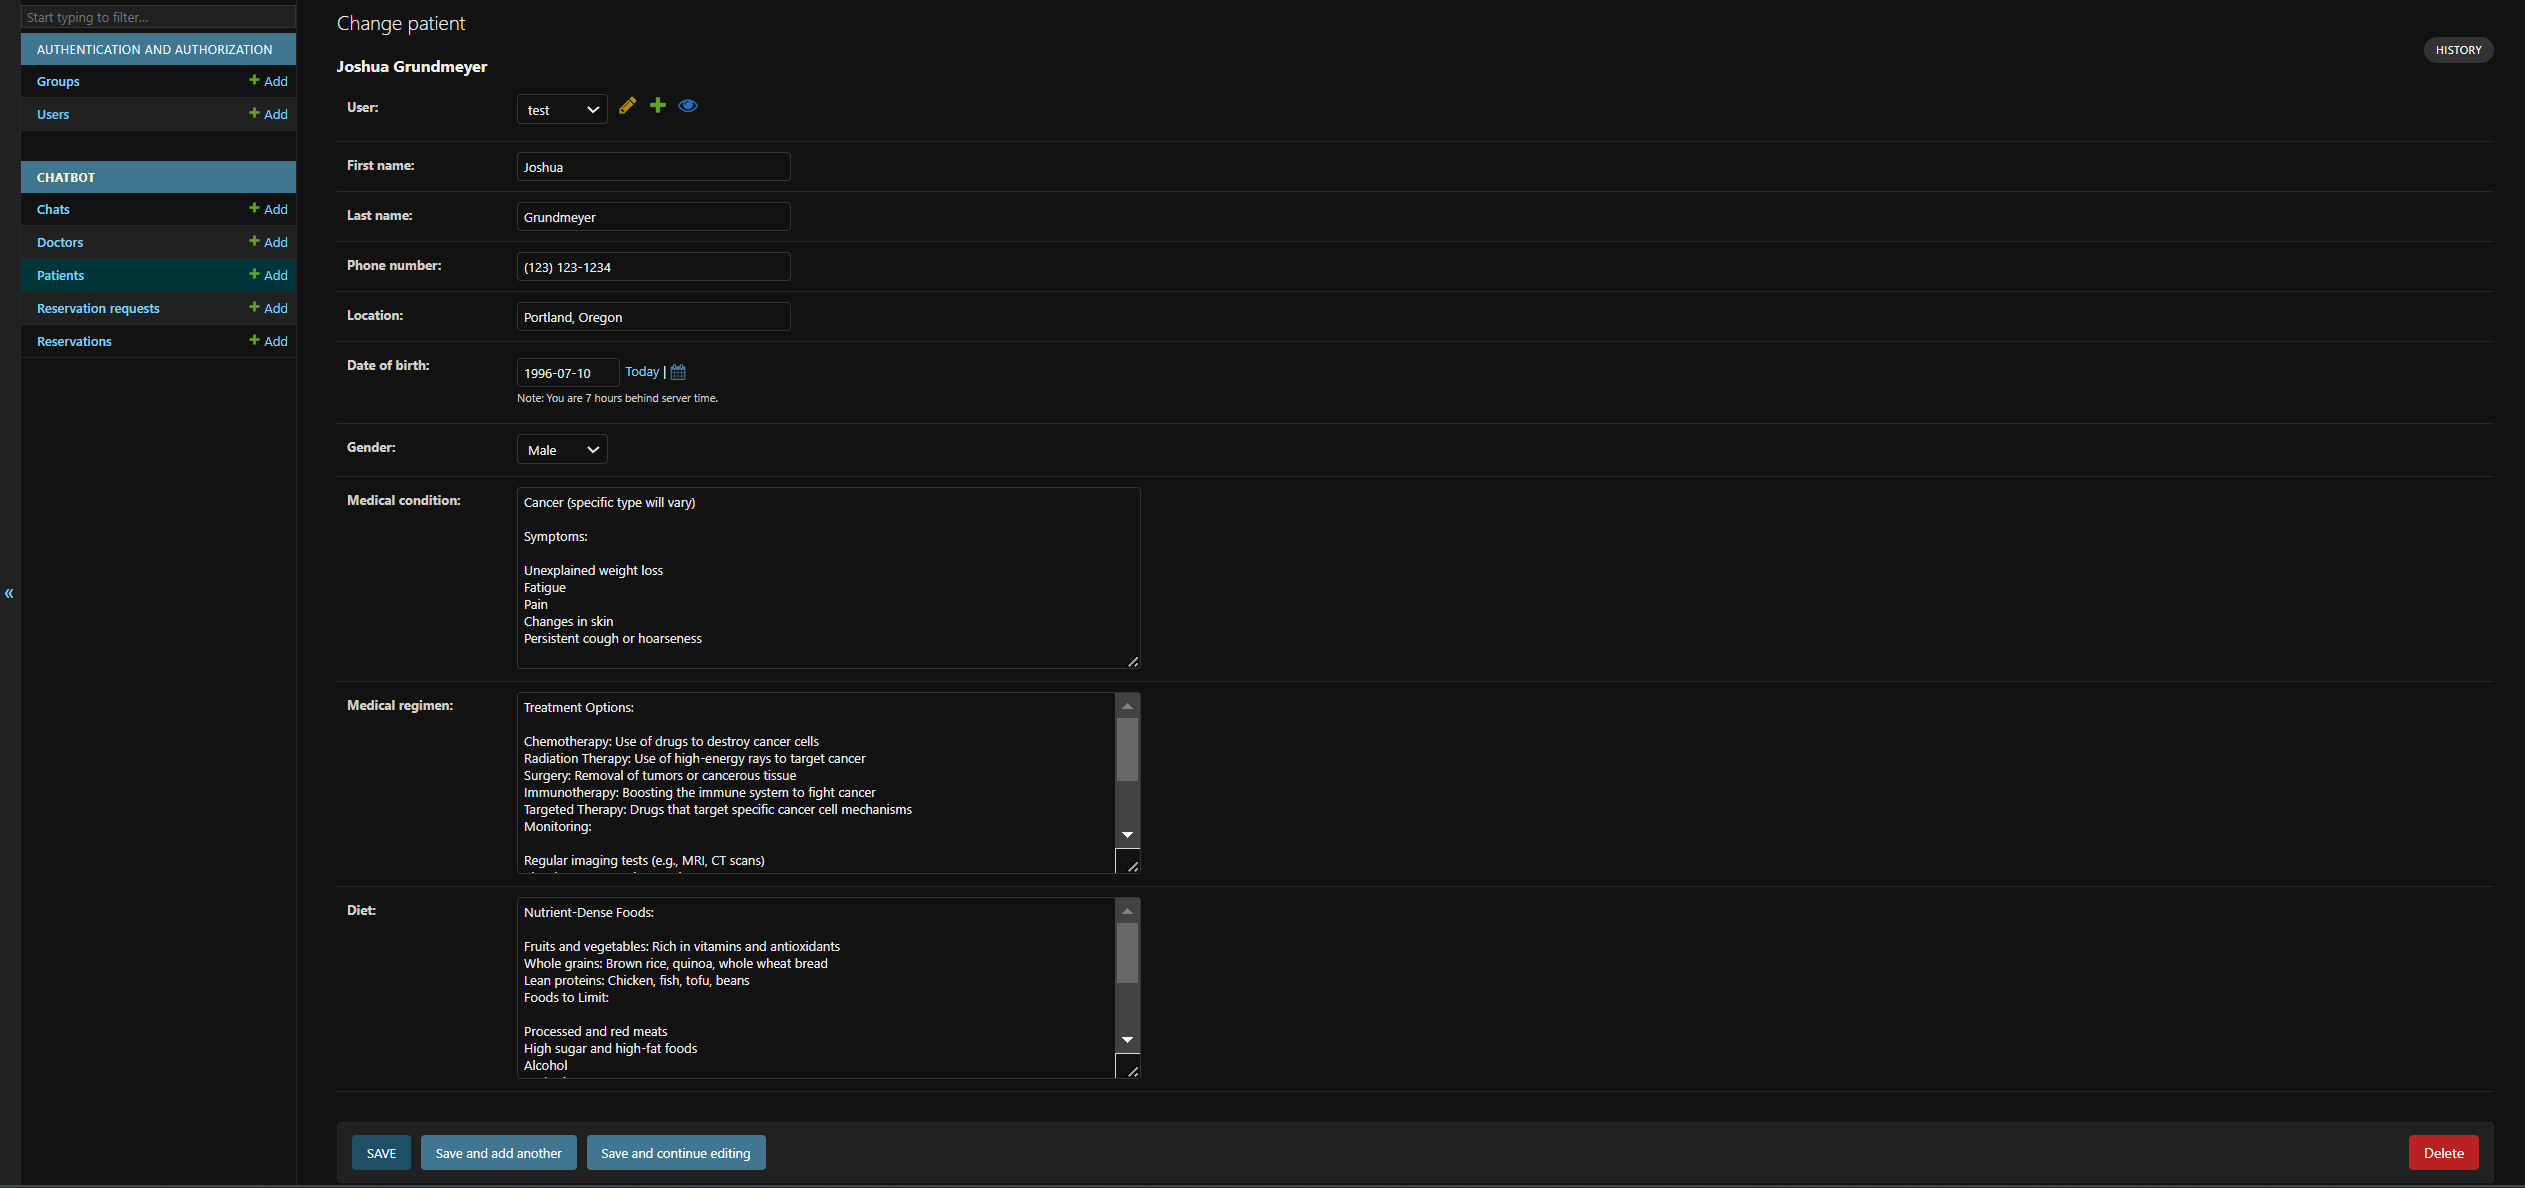 Start typing to filter...
AUTHENTICATION AND AUTHORIZATION
Groups + Add
Users + Add
CHATBOT
Chats + Add
Doctors + Add
Patients + Add
Reservation requests + Add
Reservations + Add
«
Change patient
HISTORY
Joshua Grundmeyer
User: test
First name: Joshua
Last name: Grundmeyer
Phone number: (123) 123-1234
Location: Portland, Oregon
Date of birth: 1996-07-10 Today |
Note: You are 7 hours behind server time.
Gender: Male
Medical condition: Cancer (specific type will vary)
Symptoms:
Unexplained weight loss
Fatigue
Pain
Changes in skin
Persistent cough or hoarseness
Medical regimen: Treatment Options:
Chemotherapy: Use of drugs to destroy cancer cells
Radiation Therapy: Use of high-energy rays to target cancer
Surgery: Removal of tumors or cancerous tissue
Immunotherapy: Boosting the immune system to fight cancer
Targeted Therapy: Drugs that target specific cancer cell mechanisms
Monitoring:
Regular imaging tests (e.g., MRI, CT scans)
Diet: Nutrient-Dense Foods:
Fruits and vegetables: Rich in vitamins and antioxidants
Whole grains: Brown rice, quinoa, whole wheat bread
Lean proteins: Chicken, fish, tofu, beans
Foods to Limit:
Processed and red meats
High sugar and high-fat foods
Alcohol
SAVE Save and add another Save and continue editing Delete